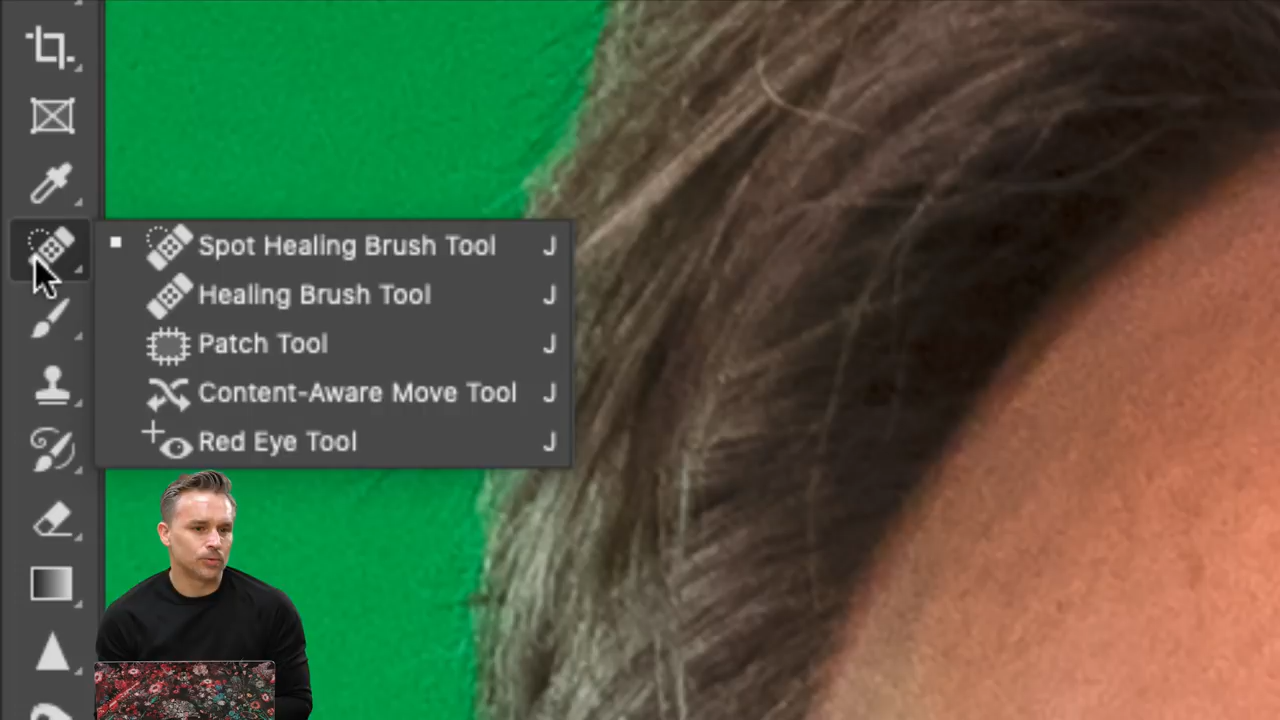 Spot Healing Brush Tool J
Healing Brush Tool J
Patch Tool J
Content-Aware Move Tool J
Red Eye Tool J